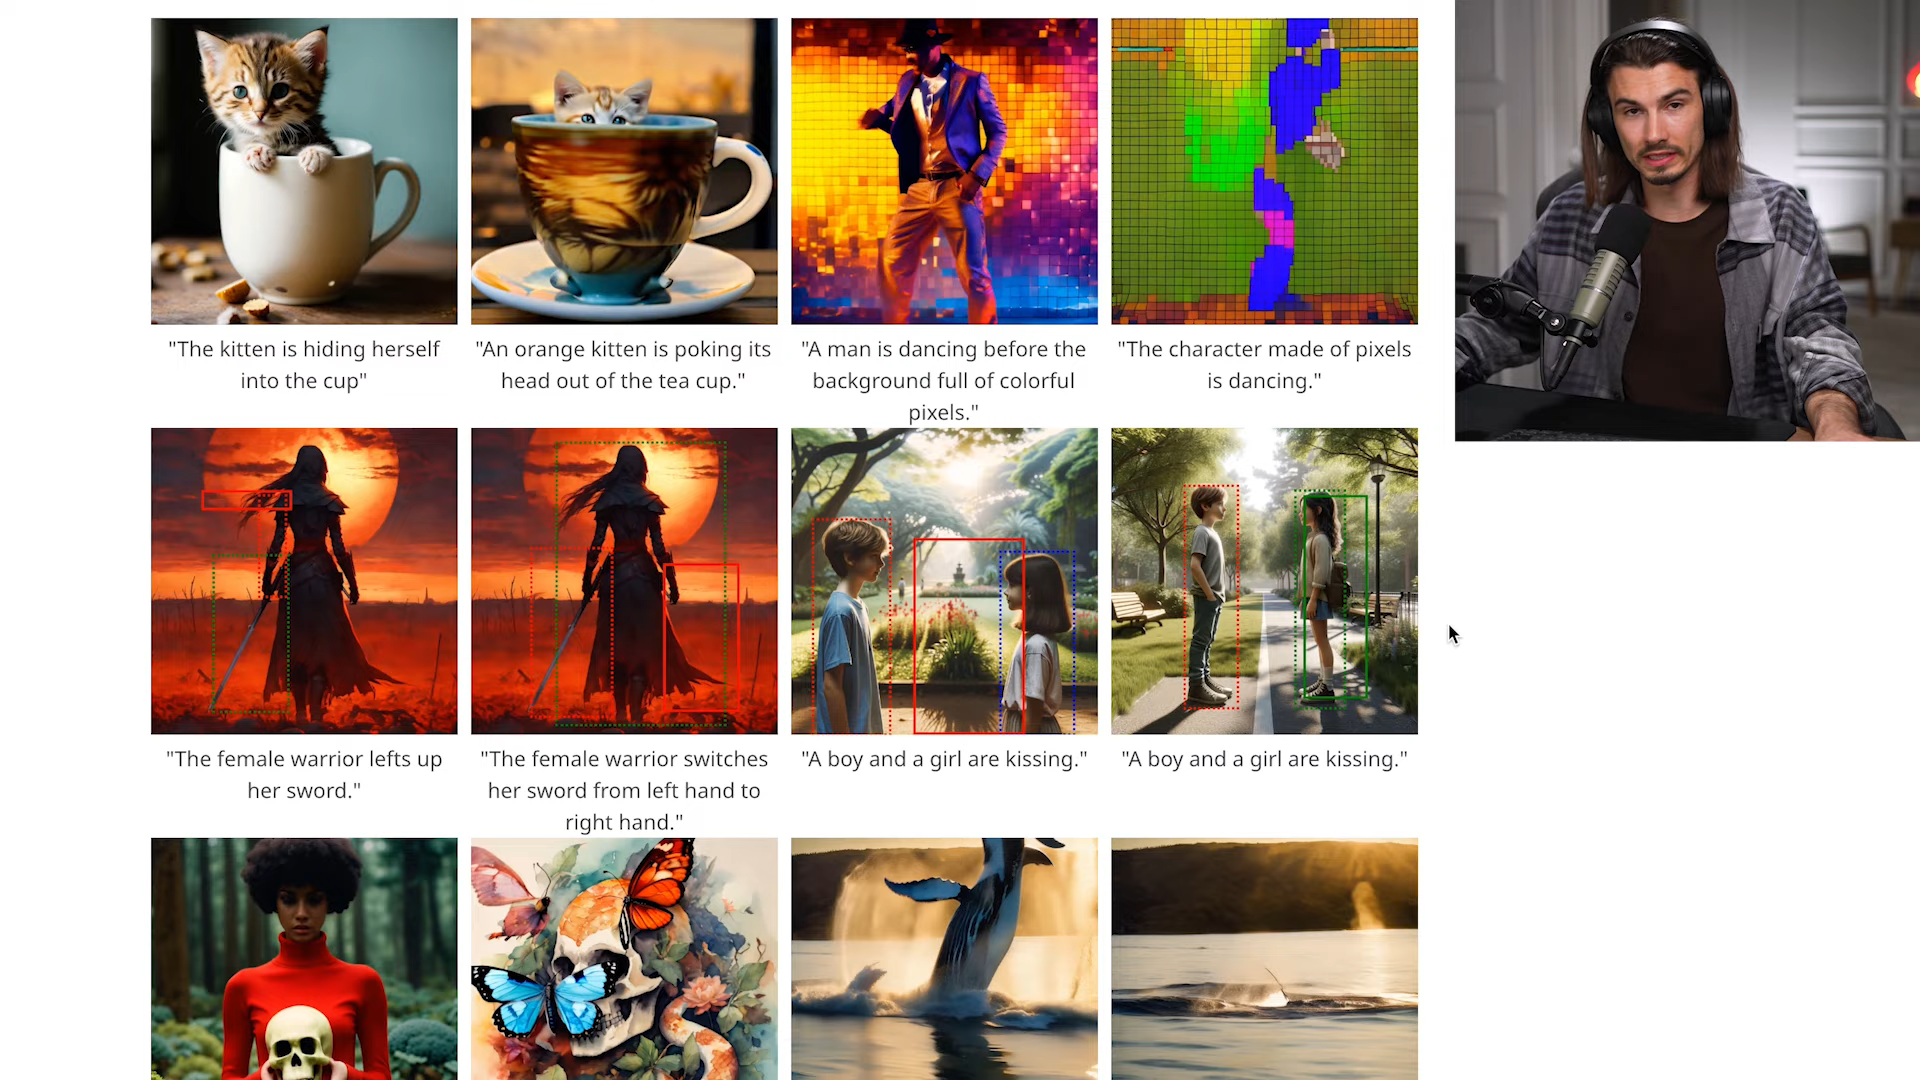 "The kitten is hiding herself
into the cup"
"An orange kitten is poking its
head out of the tea cup."
"A man is dancing before the
background full of colorful
pixels."
"The character made of pixels
is dancing."
"The female warrior lefts up
her sword."
"The female warrior switches
her sword from left hand to
right hand."
"A boy and a girl are kissing."
"A boy and a girl are kissing."